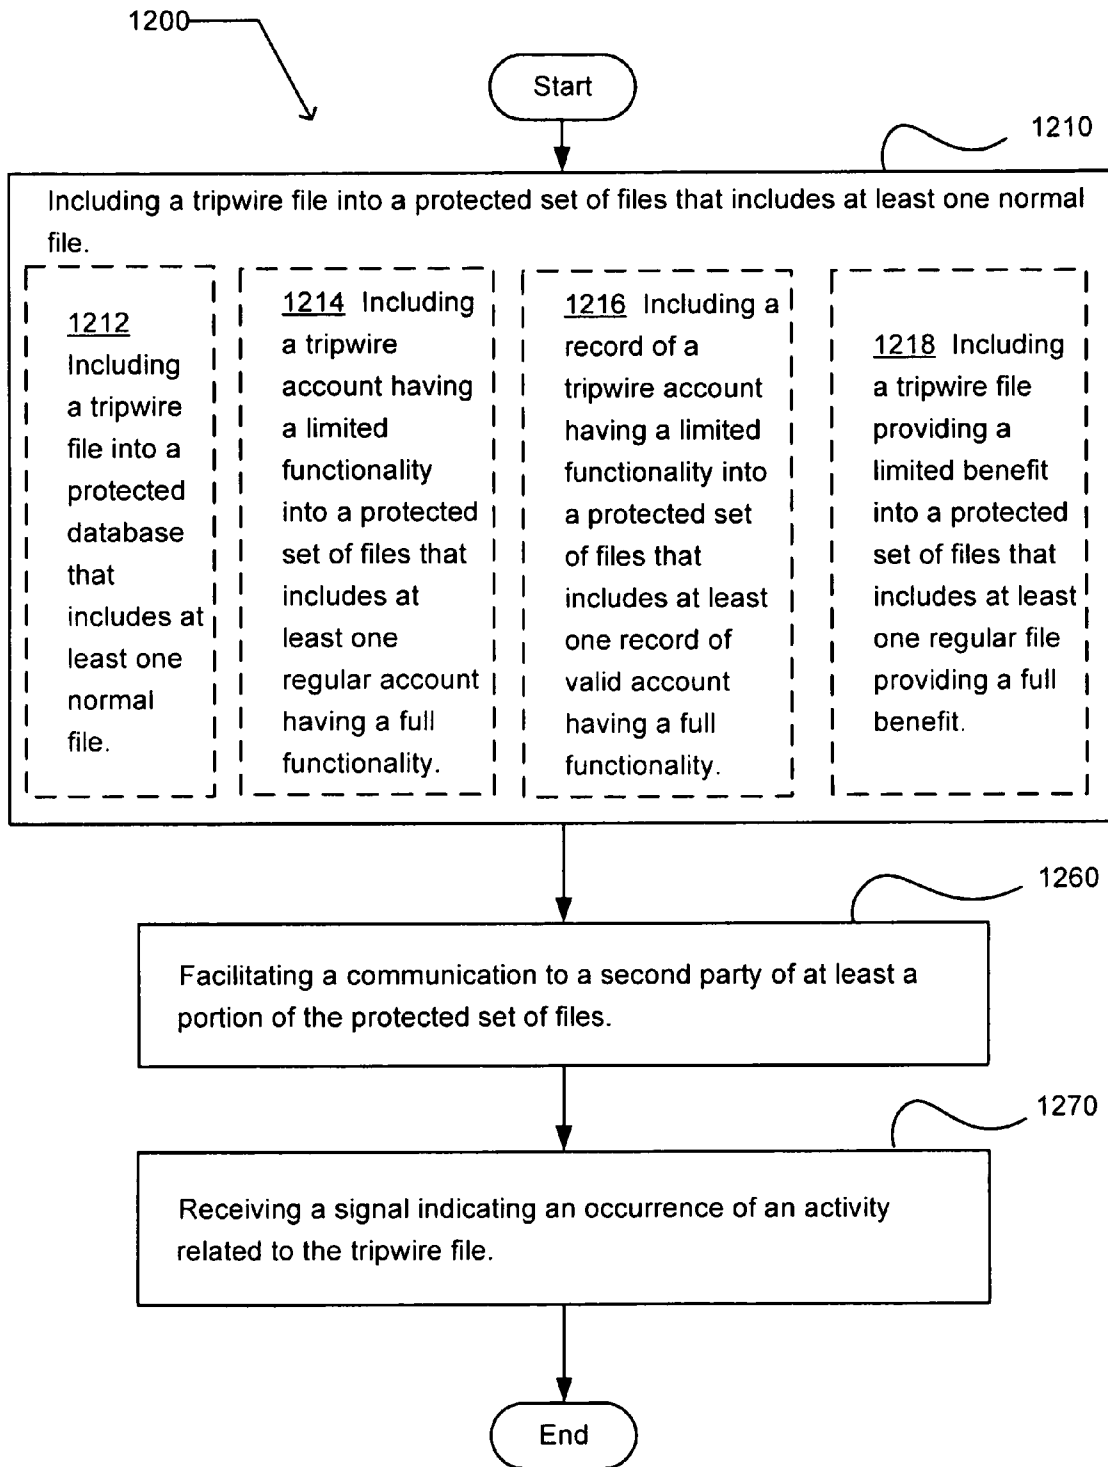 1200
Start
1210
Including a tripwire file into a protected set of files that includes at least one normal
file.
1212
Including
a tripwire
file into a
protected
database
that
includes at
least one
normal
file.
1214 Including
a tripwire
account having
a limited
functionality
into a protected
set of files that
includes at
least one
regular account
having a full
functionality.
1216 Including a
record of a
tripwire account
having a limited
functionality into
a protected set
of files that
includes at least
one record of
valid account
having a full
functionality.
1218 Including
a tripwire file
providing a
limited benefit
into a protected
set of files that
includes at least
one regular file
providing a full
benefit.
1260
Facilitating a communication to a second party of at least a
portion of the protected set of files.
1270
Receiving a signal indicating an occurrence of an activity
related to the tripwire file.
End